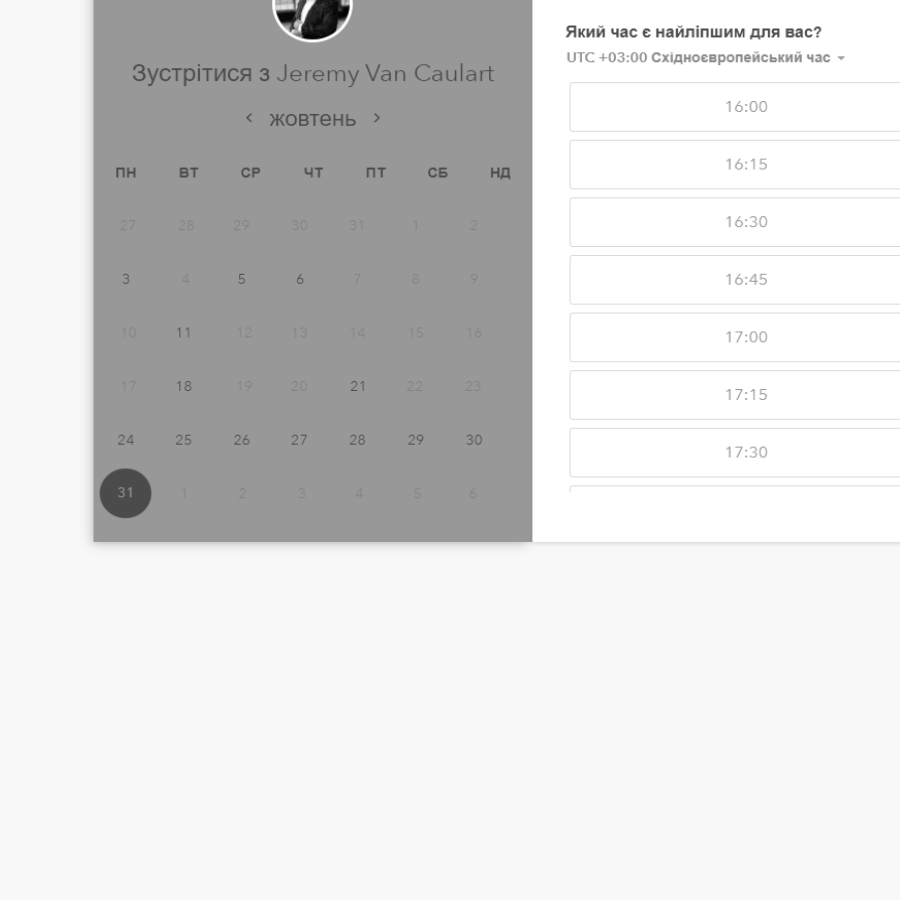 Зустрітися з Jeremy Van Caulart
жовтень
ПН ВТ СР ЧТ ПТ СБ НД
27 28 29 30 31 1 2
3 4 5 6 7 8 9
10 11 12 13 14 15 16
17 18 19 20 21 22 23
24 25 26 27 28 29 30
31 1 2 3 4 5 6
Який час є найліпшим для вас?
UTC +03:00 Східноєвропейський час
16:00
16:15
16:30
16:45
17:00
17:15
17:30